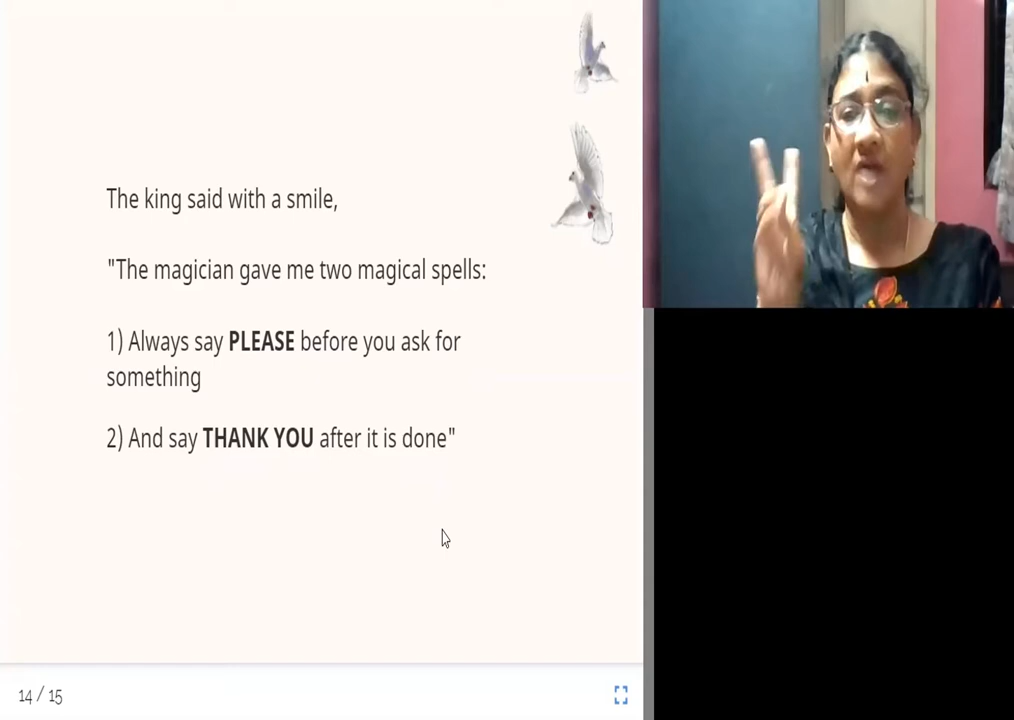 The king said with a smile,
"The magician gave me two magical spells:
1) Always say PLEASE before you ask for
something
2) And say THANK YOU after it is done"
14 / 15